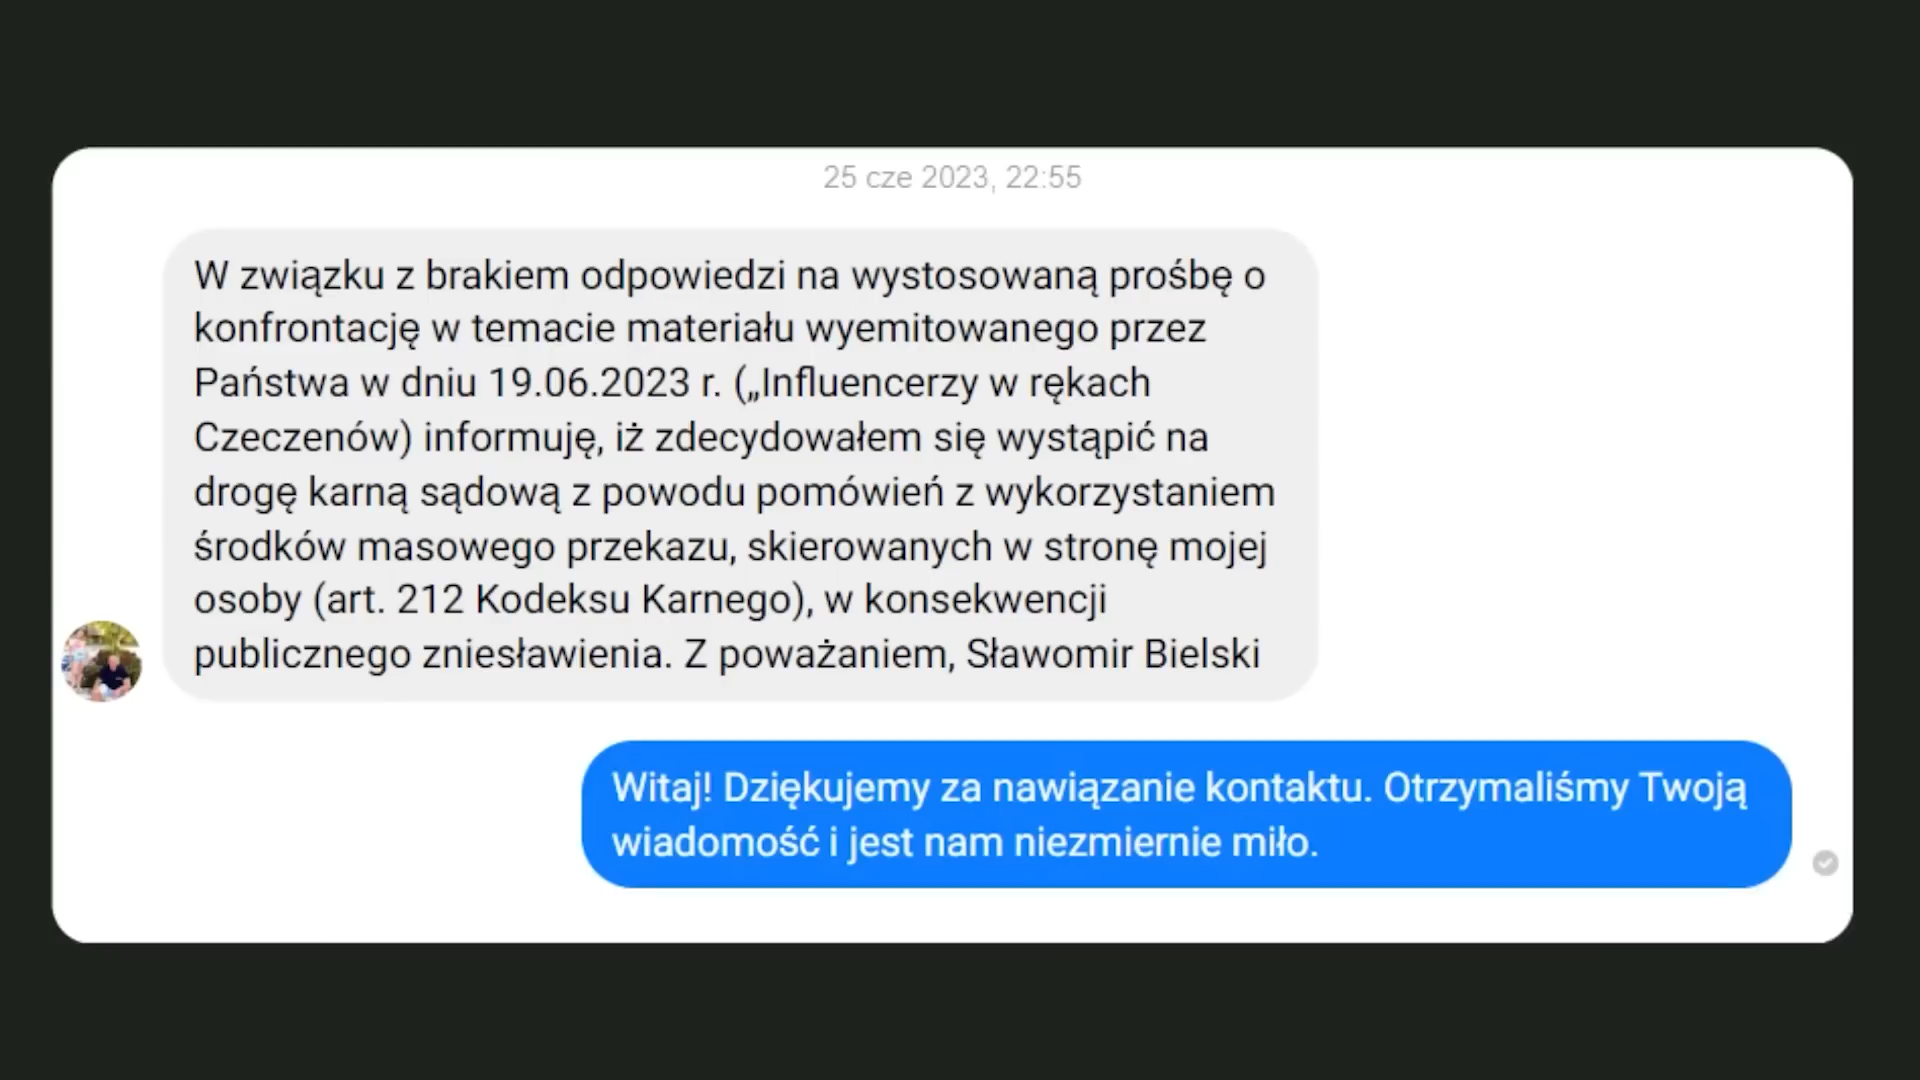 25 cze 2023, 22:55
W związku z brakiem odpowiedzi na wystosowaną prośbę o
konfrontację w temacie materiału wyemitowanego przez
Państwa w dniu 19.06.2023 r. („Influencerzy w rękach
Czeczenów) informuję, iż zdecydowałem się wystąpić na
drogę karną sądową z powodu pomówień z wykorzystaniem
środków masowego przekazu, skierowanych w stronę mojej
osoby (art. 212 Kodeksu Karnego), w konsekwencji
publicznego zniesławienia. Z poważaniem, Sławomir Bielski
Witaj! Dziękujemy za nawiązanie kontaktu. Otrzymaliśmy Twoją
wiadomość i jest nam niezmiernie miło.